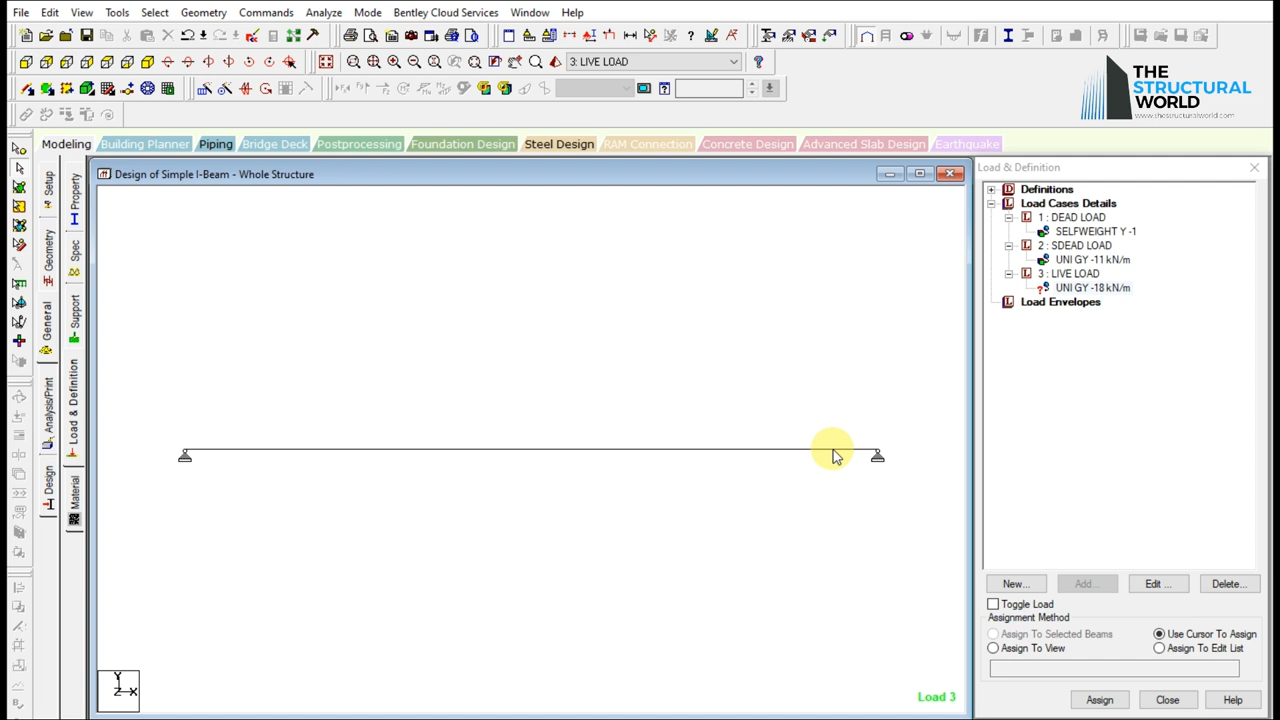 File Edit View Tools Select Geometry Commands Analyze Mode Bentley Cloud Services Window Help
3: LIVE LOAD
THE
STRUCTURAL
WORLD
www.thestructuralworld.com
Modeling Building Planner Piping Bridge Deck Postprocessing Foundation Design Steel Design RAM Connection Concrete Design Advanced Slab Design Earthquake
Setup
Geometry
General
Analysis/Print
Design
Property
Spec
Support
Load & Definition
Material
Design of Simple I-Beam - Whole Structure
Load 3
Y
Z X
Load & Definition
Definitions
Load Cases Details
1 : DEAD LOAD
SELFWEIGHT Y -1
2 : SDEAD LOAD
UNI GY -11 kN/m
3 : LIVE LOAD
UNI GY -18 kN/m
Load Envelopes
New... Add... Edit ... Delete...
Toggle Load
Assignment Method
Assign To Selected Beams Use Cursor To Assign
Assign To View Assign To Edit List
Assign Close Help